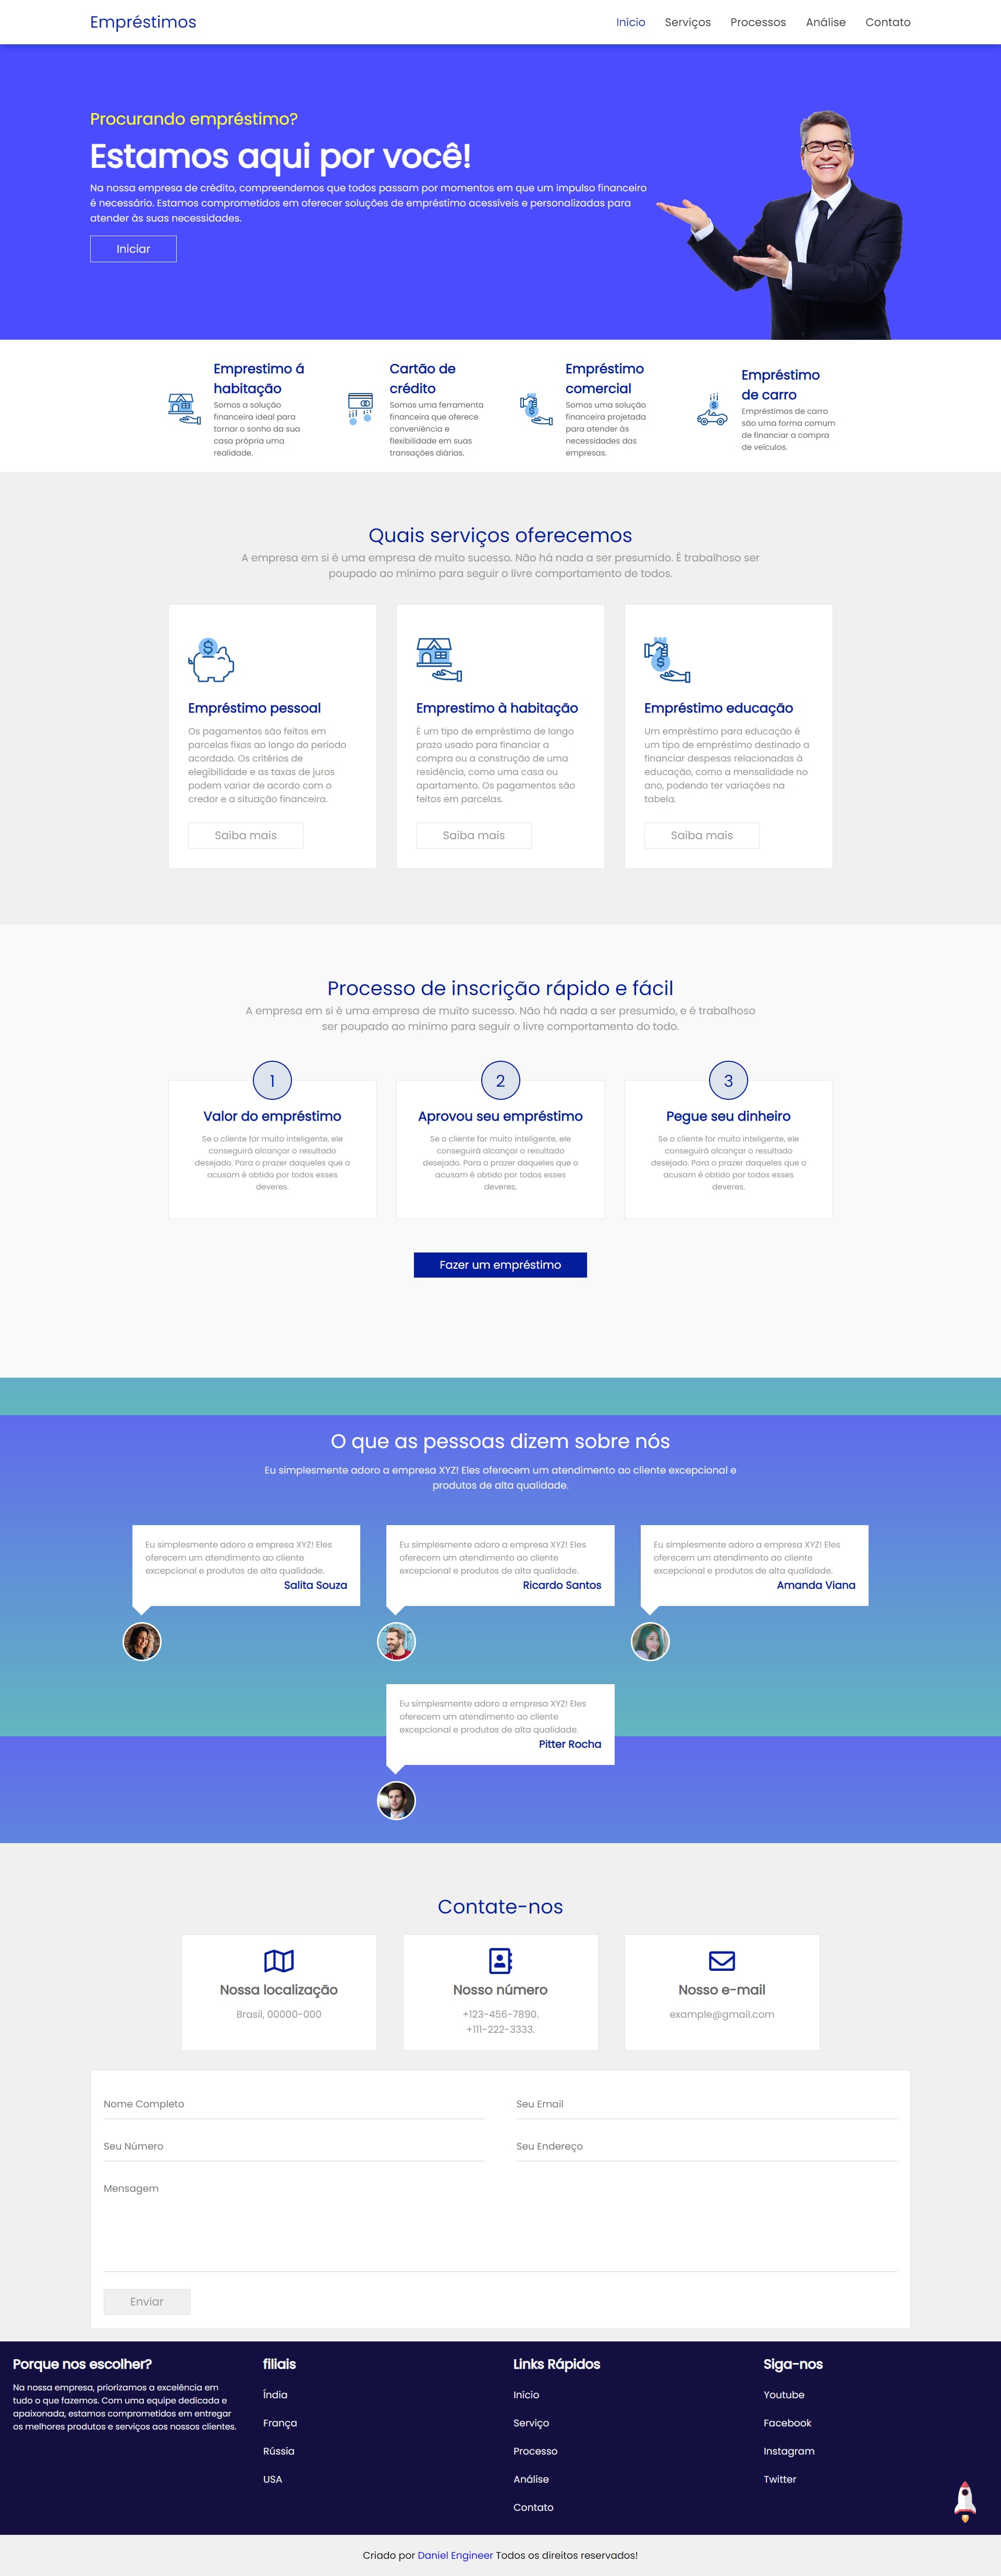 Empréstimos
Início Serviços Processos Análise Contato
Procurando empréstimo?
Estamos aqui por você!
Na nossa empresa de crédito, compreendemos que todos passam por momentos em que um impulso financeiro
é necessário. Estamos comprometidos em oferecer soluções de empréstimo acessíveis e personalizadas para
atender às suas necessidades.
Iniciar
Emprestimo á
habitação
Somos a solução
financeira ideal para
tornar o sonho da sua
casa própria uma
realidade.
Cartão de
crédito
Somos uma ferramenta
financeira que oferece
conveniência e
flexibilidade em suas
transações diárias.
Empréstimo
comercial
Somos uma solução
financeira projetada
para atender às
necessidades das
empresas.
Empréstimo
de carro
Empréstimos de carro
são uma forma comum
de financiar a compra
de veículos.
Quais serviços oferecemos
A empresa em si é uma empresa de muito sucesso. Não há nada a ser presumido. É trabalhoso ser
poupado ao mínimo para seguir o livre comportamento de todos.
Empréstimo pessoal
Os pagamentos são feitos em
parcelas fixas ao longo do período
acordado. Os critérios de
elegibilidade e as taxas de juros
podem variar de acordo com o
credor e a situação financeira.
Saiba mais
Emprestimo à habitação
É um tipo de empréstimo de longo
prazo usado para financiar a
compra ou a construção de uma
residência, como uma casa ou
apartamento. Os pagamentos são
feitos em parcelas.
Saiba mais
Empréstimo educação
Um empréstimo para educação é
um tipo de empréstimo destinado a
financiar despesas relacionadas à
educação, como a mensalidade no
ano, podendo ter variações na
tabela.
Saiba mais
Processo de inscrição rápido e fácil
A empresa em si é uma empresa de muito sucesso. Não há nada a ser presumido, e é trabalhoso
ser poupado ao mínimo para seguir o livre comportamento do todo.
1
Valor do empréstimo
Se o cliente for muito inteligente, ele
conseguirá alcançar o resultado
desejado. Para o prazer daqueles que o
acusam é obtido por todos esses
deveres.
2
Aprovou seu empréstimo
Se o cliente for muito inteligente, ele
conseguirá alcançar o resultado
desejado. Para o prazer daqueles que o
acusam é obtido por todos esses
deveres.
3
Pegue seu dinheiro
Se o cliente for muito inteligente, ele
conseguirá alcançar o resultado
desejado. Para o prazer daqueles que o
acusam é obtido por todos esses
deveres.
Fazer um empréstimo
O que as pessoas dizem sobre nós
Eu simplesmente adoro a empresa XYZ! Eles oferecem um atendimento ao cliente excepcional e
produtos de alta qualidade.
Eu simplesmente adoro a empresa XYZ! Eles
oferecem um atendimento ao cliente
excepcional e produtos de alta qualidade.
Salita Souza
Eu simplesmente adoro a empresa XYZ! Eles
oferecem um atendimento ao cliente
excepcional e produtos de alta qualidade.
Ricardo Santos
Eu simplesmente adoro a empresa XYZ! Eles
oferecem um atendimento ao cliente
excepcional e produtos de alta qualidade.
Amanda Viana
Eu simplesmente adoro a empresa XYZ! Eles
oferecem um atendimento ao cliente
excepcional e produtos de alta qualidade.
Pitter Rocha
Contate-nos
Nossa localização
Brasil, 00000-000
Nosso número
+123-456-7890.
+111-222-3333.
Nosso e-mail
example@gmail.com
Nome Completo
Seu Email
Seu Número
Seu Endereço
Mensagem
Enviar
Porque nos escolher?
Na nossa empresa, priorizamos a excelência em
tudo o que fazemos. Com uma equipe dedicada e
apaixonada, estamos comprometidos em entregar
os melhores produtos e serviços aos nossos clientes.
filiais
Índia
França
Rússia
USA
Links Rápidos
Início
Serviço
Processo
Análise
Contato
Siga-nos
Youtube
Facebook
Instagram
Twitter
Criado por Daniel Engineer Todos os direitos reservados!